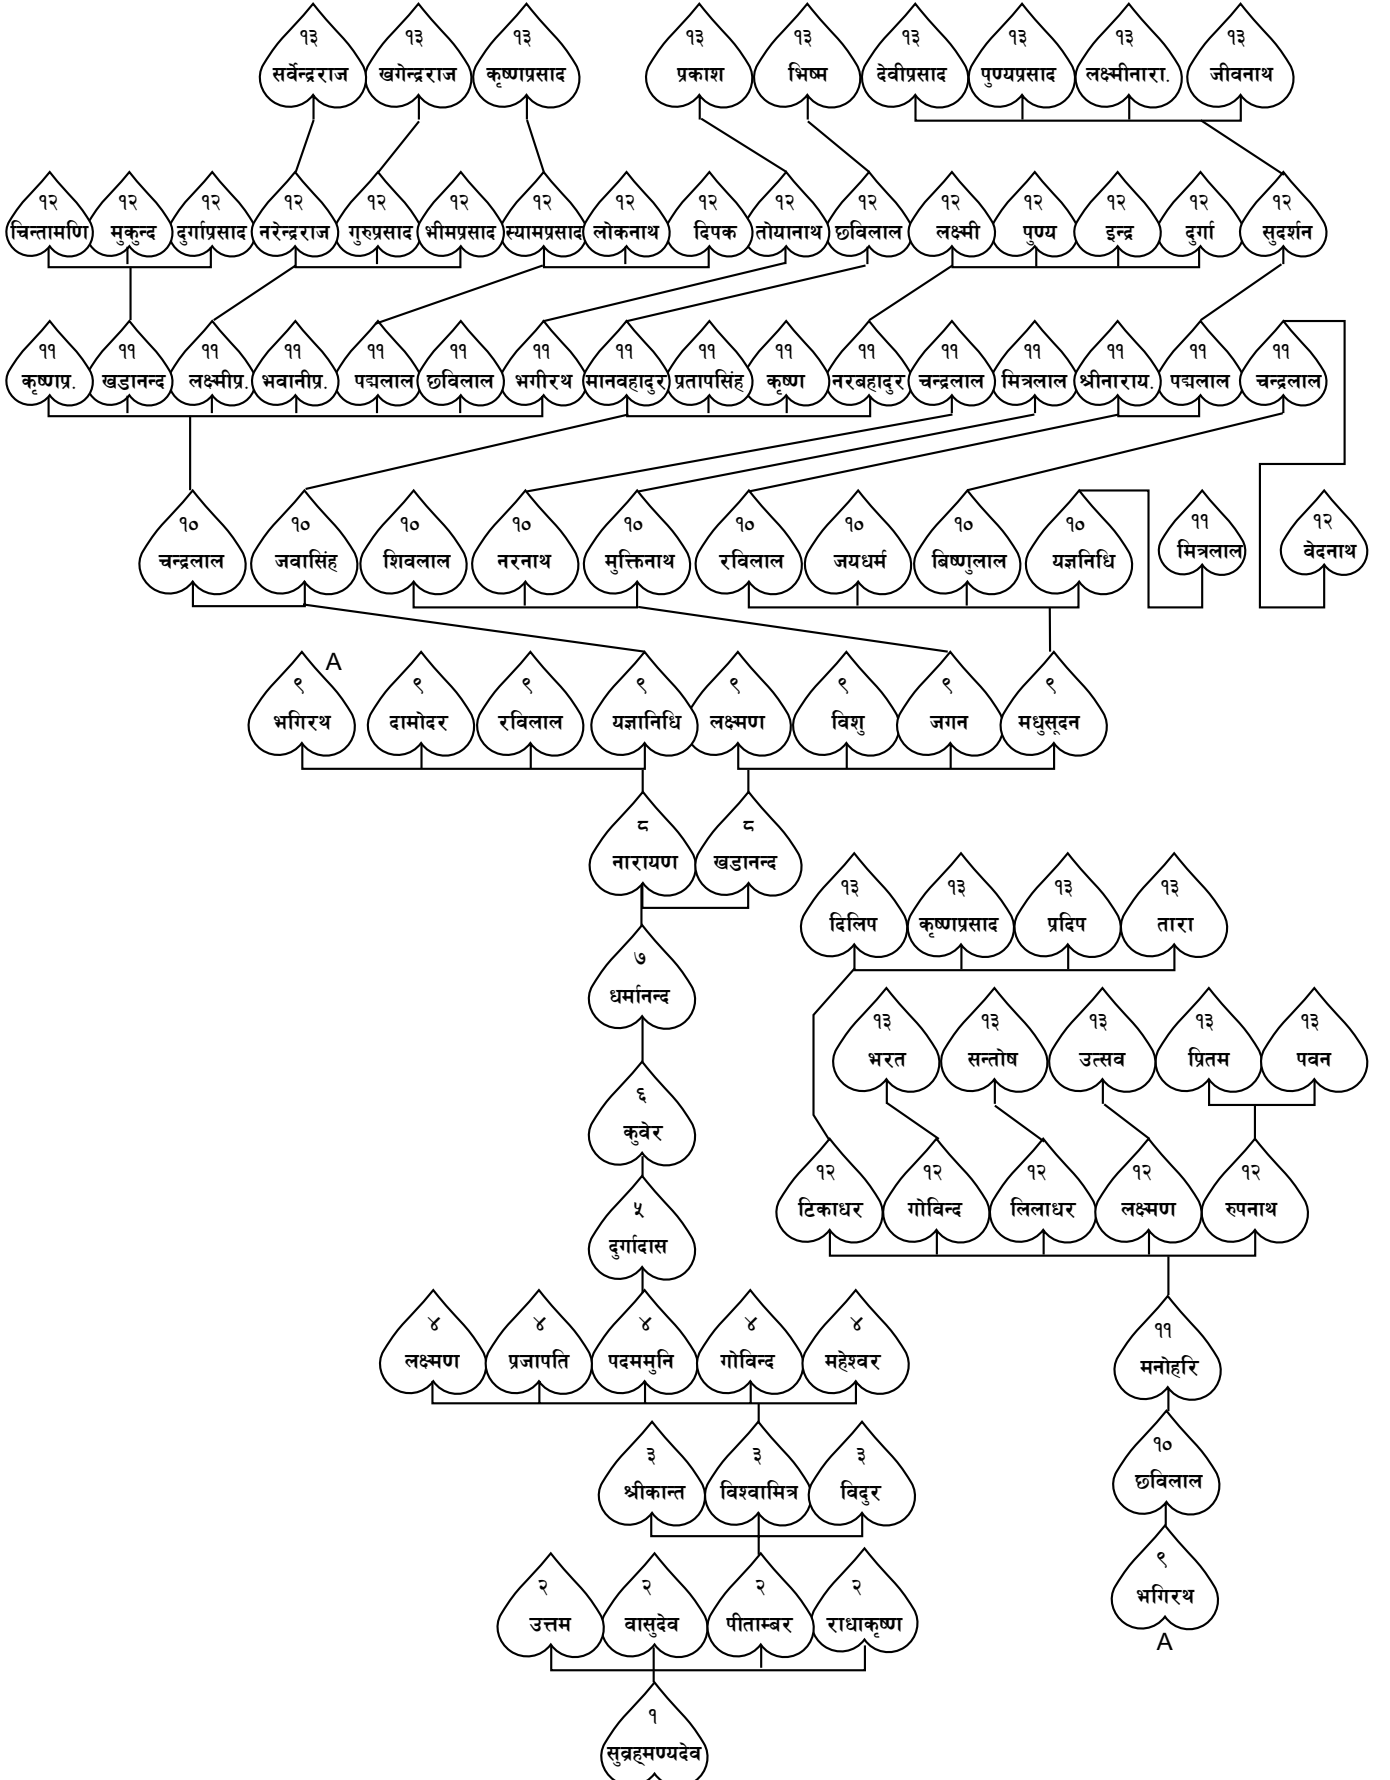 १३ १३ १३ १३ १३ १३ १३ १३ १३
सर्वेन्द्रराज खगेन्द्रराज कृष्णप्रसाद प्रकाश भिष्म देवीप्रसाद पुण्यप्रसाद लक्ष्मीनारा. जीवनाथ
१२ १२ १२ १२ १२ १२ १२ १२ १२ १२ १२ १२ १२ १२ १२ १२
चिन्तामणि मुकुन्द दुर्गाप्रसाद नरेन्द्रराज गुरुप्रसाद भीमप्रसाद स्यामप्रसाद लोकनाथ दिपक तोयानाथ छविलाल लक्ष्मी पुण्य इन्द्र दुर्गा सुदर्शन
११ ११ ११ ११ ११ ११ ११ ११ ११ ११ ११ ११ ११ ११ ११ ११
कृष्णप्र. खडानन्द लक्ष्मीप्र. भवानीप्र. पद्मलाल छविलाल भगीरथ मानवहादुर प्रतापसिंह कृष्ण नरबहादुर चन्द्रलाल मित्रलाल श्रीनाराय. पद्मलाल चन्द्रलाल
१० १० १० १० १० १० १० १० १० ११ १२
चन्द्रलाल जवासिंह शिवलाल नरनाथ मुक्तिनाथ रविलाल जयधर्म बिष्णुलाल यज्ञनिधि मित्रलाल वेदनाथ
A
९ ९ ९ ९ ९ ९ ९ ९
भगिरथ दामोदर रविलाल यज्ञानिधि लक्ष्मण विशु जगन मधुसूदन
८ ८
नारायण खडानन्द
१३ १३ १३ १३
दिलिप कृष्णप्रसाद प्रदिप तारा
७
धर्मानन्द
१३ १३ १३ १३ १३
भरत सन्तोष उत्सव प्रितम पवन
६
कुवेर
१२ १२ १२ १२ १२
टिकाधर गोविन्द लिलाधर लक्ष्मण रुपनाथ
५
दुर्गादास
४ ४ ४ ४ ४
लक्ष्मण प्रजापति पदममुनि गोविन्द महेश्वर
११
मनोहरि
३ ३ ३
श्रीकान्त विश्वामित्र विदुर
१०
छविलाल
२ २ २ २
उत्तम वासुदेव पीताम्बर राधाकृष्ण
९
भगिरथ
A
१
सुव्रह्मण्यदेव